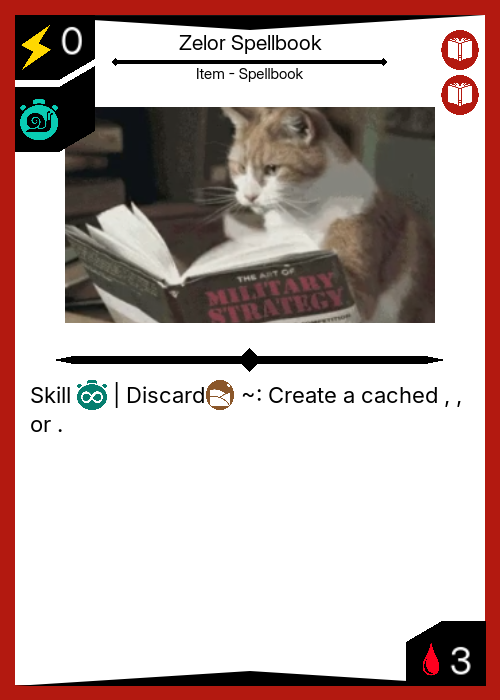 0
Zelor Spellbook
Item - Spellbook
THE ART OF
MILITARY
STRATEGY
Skill | Discard ~: Create a cached , ,
or .
3